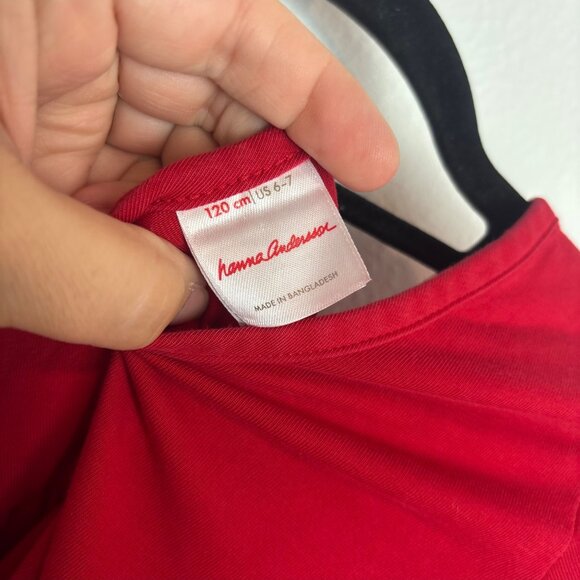 120 cm | US 6-7
hanna Andersson
MADE IN BANGLADESH